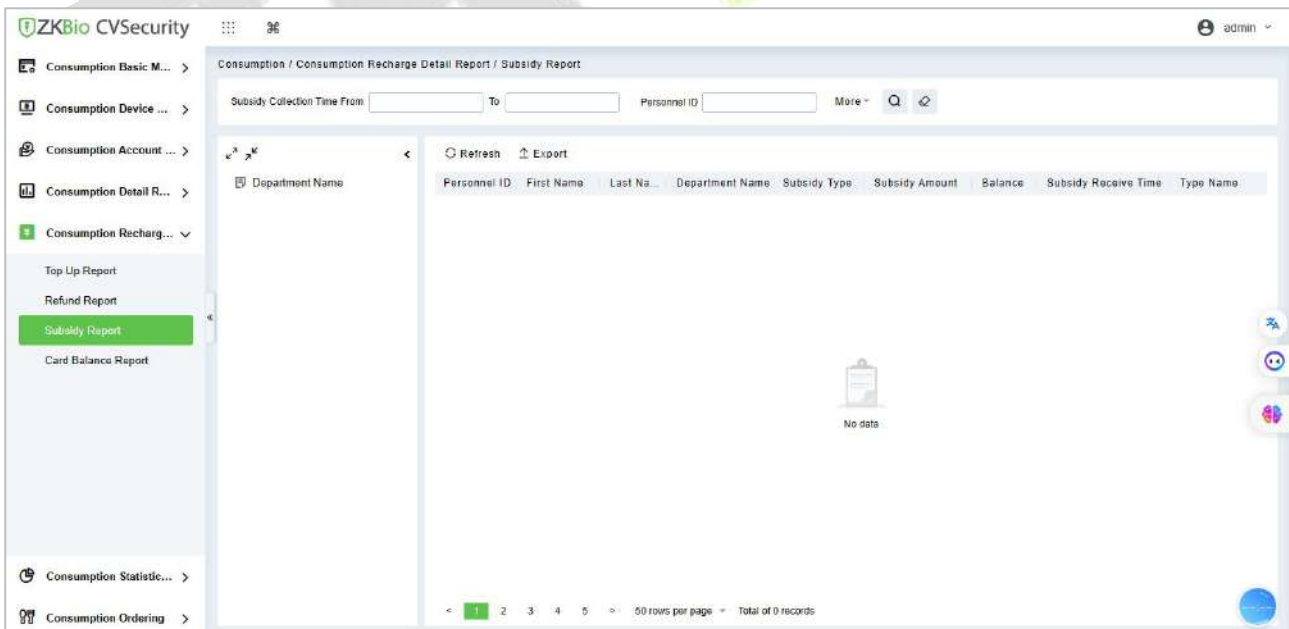 ZKBio CVSecurity
admin
Consumption Basic M...
Consumption Device ...
Consumption Account ...
Consumption Detail R...
Consumption Recharg...
Top Up Report
Refund Report
Subsidy Report
Card Balance Report
Consumption Statistic...
Consumption Ordering
Consumption / Consumption Recharge Detail Report / Subsidy Report
Subsidy Collection Time From To Personnel ID More
Department Name
Refresh Export
Personnel ID First Name Last Na... Department Name Subsidy Type Subsidy Amount Balance Subsidy Receive Time Type Name
No data
< 1 2 3 4 5 > 50 rows per page Total of 0 records